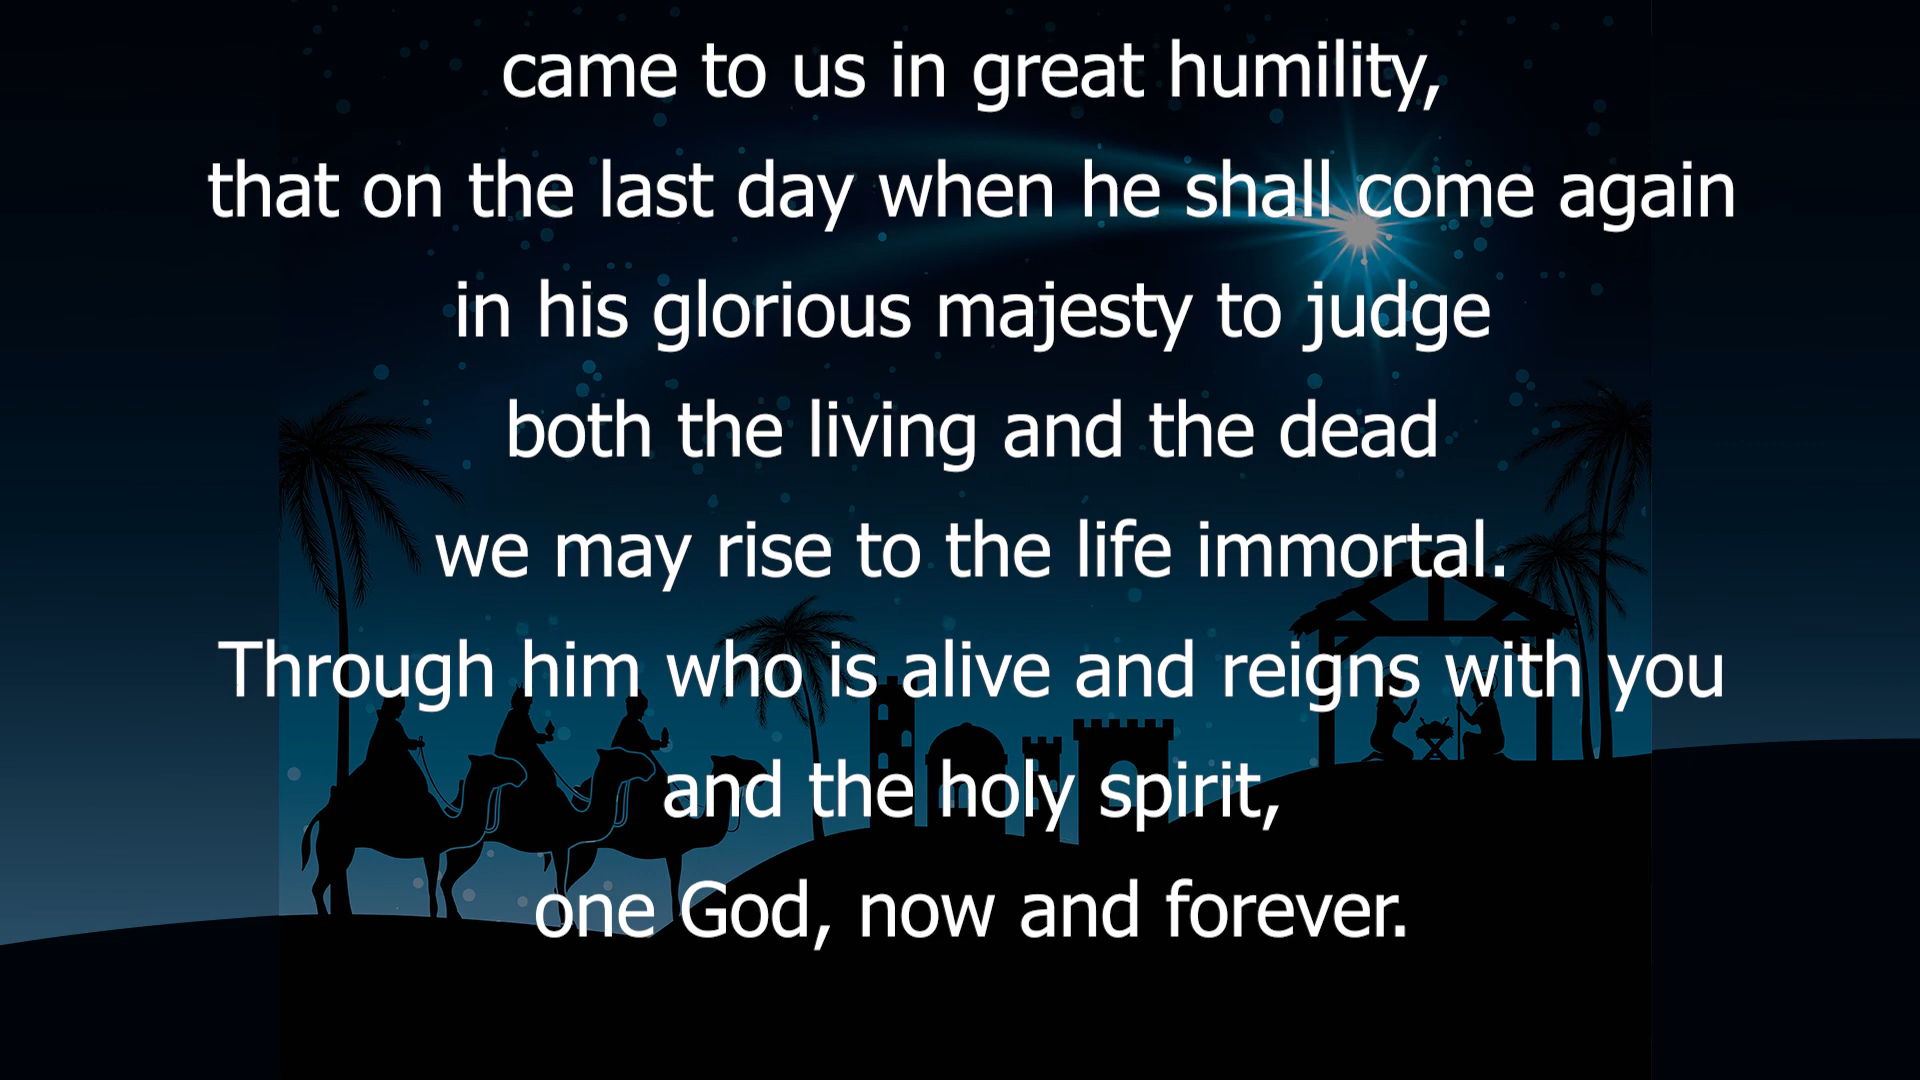 came to us in great humility,
that on the last day when he shall come again
in his glorious majesty to judge
both the living and the dead
we may rise to the life immortal.
Through him who is alive and reigns with you
and the holy spirit,
one God, now and forever.